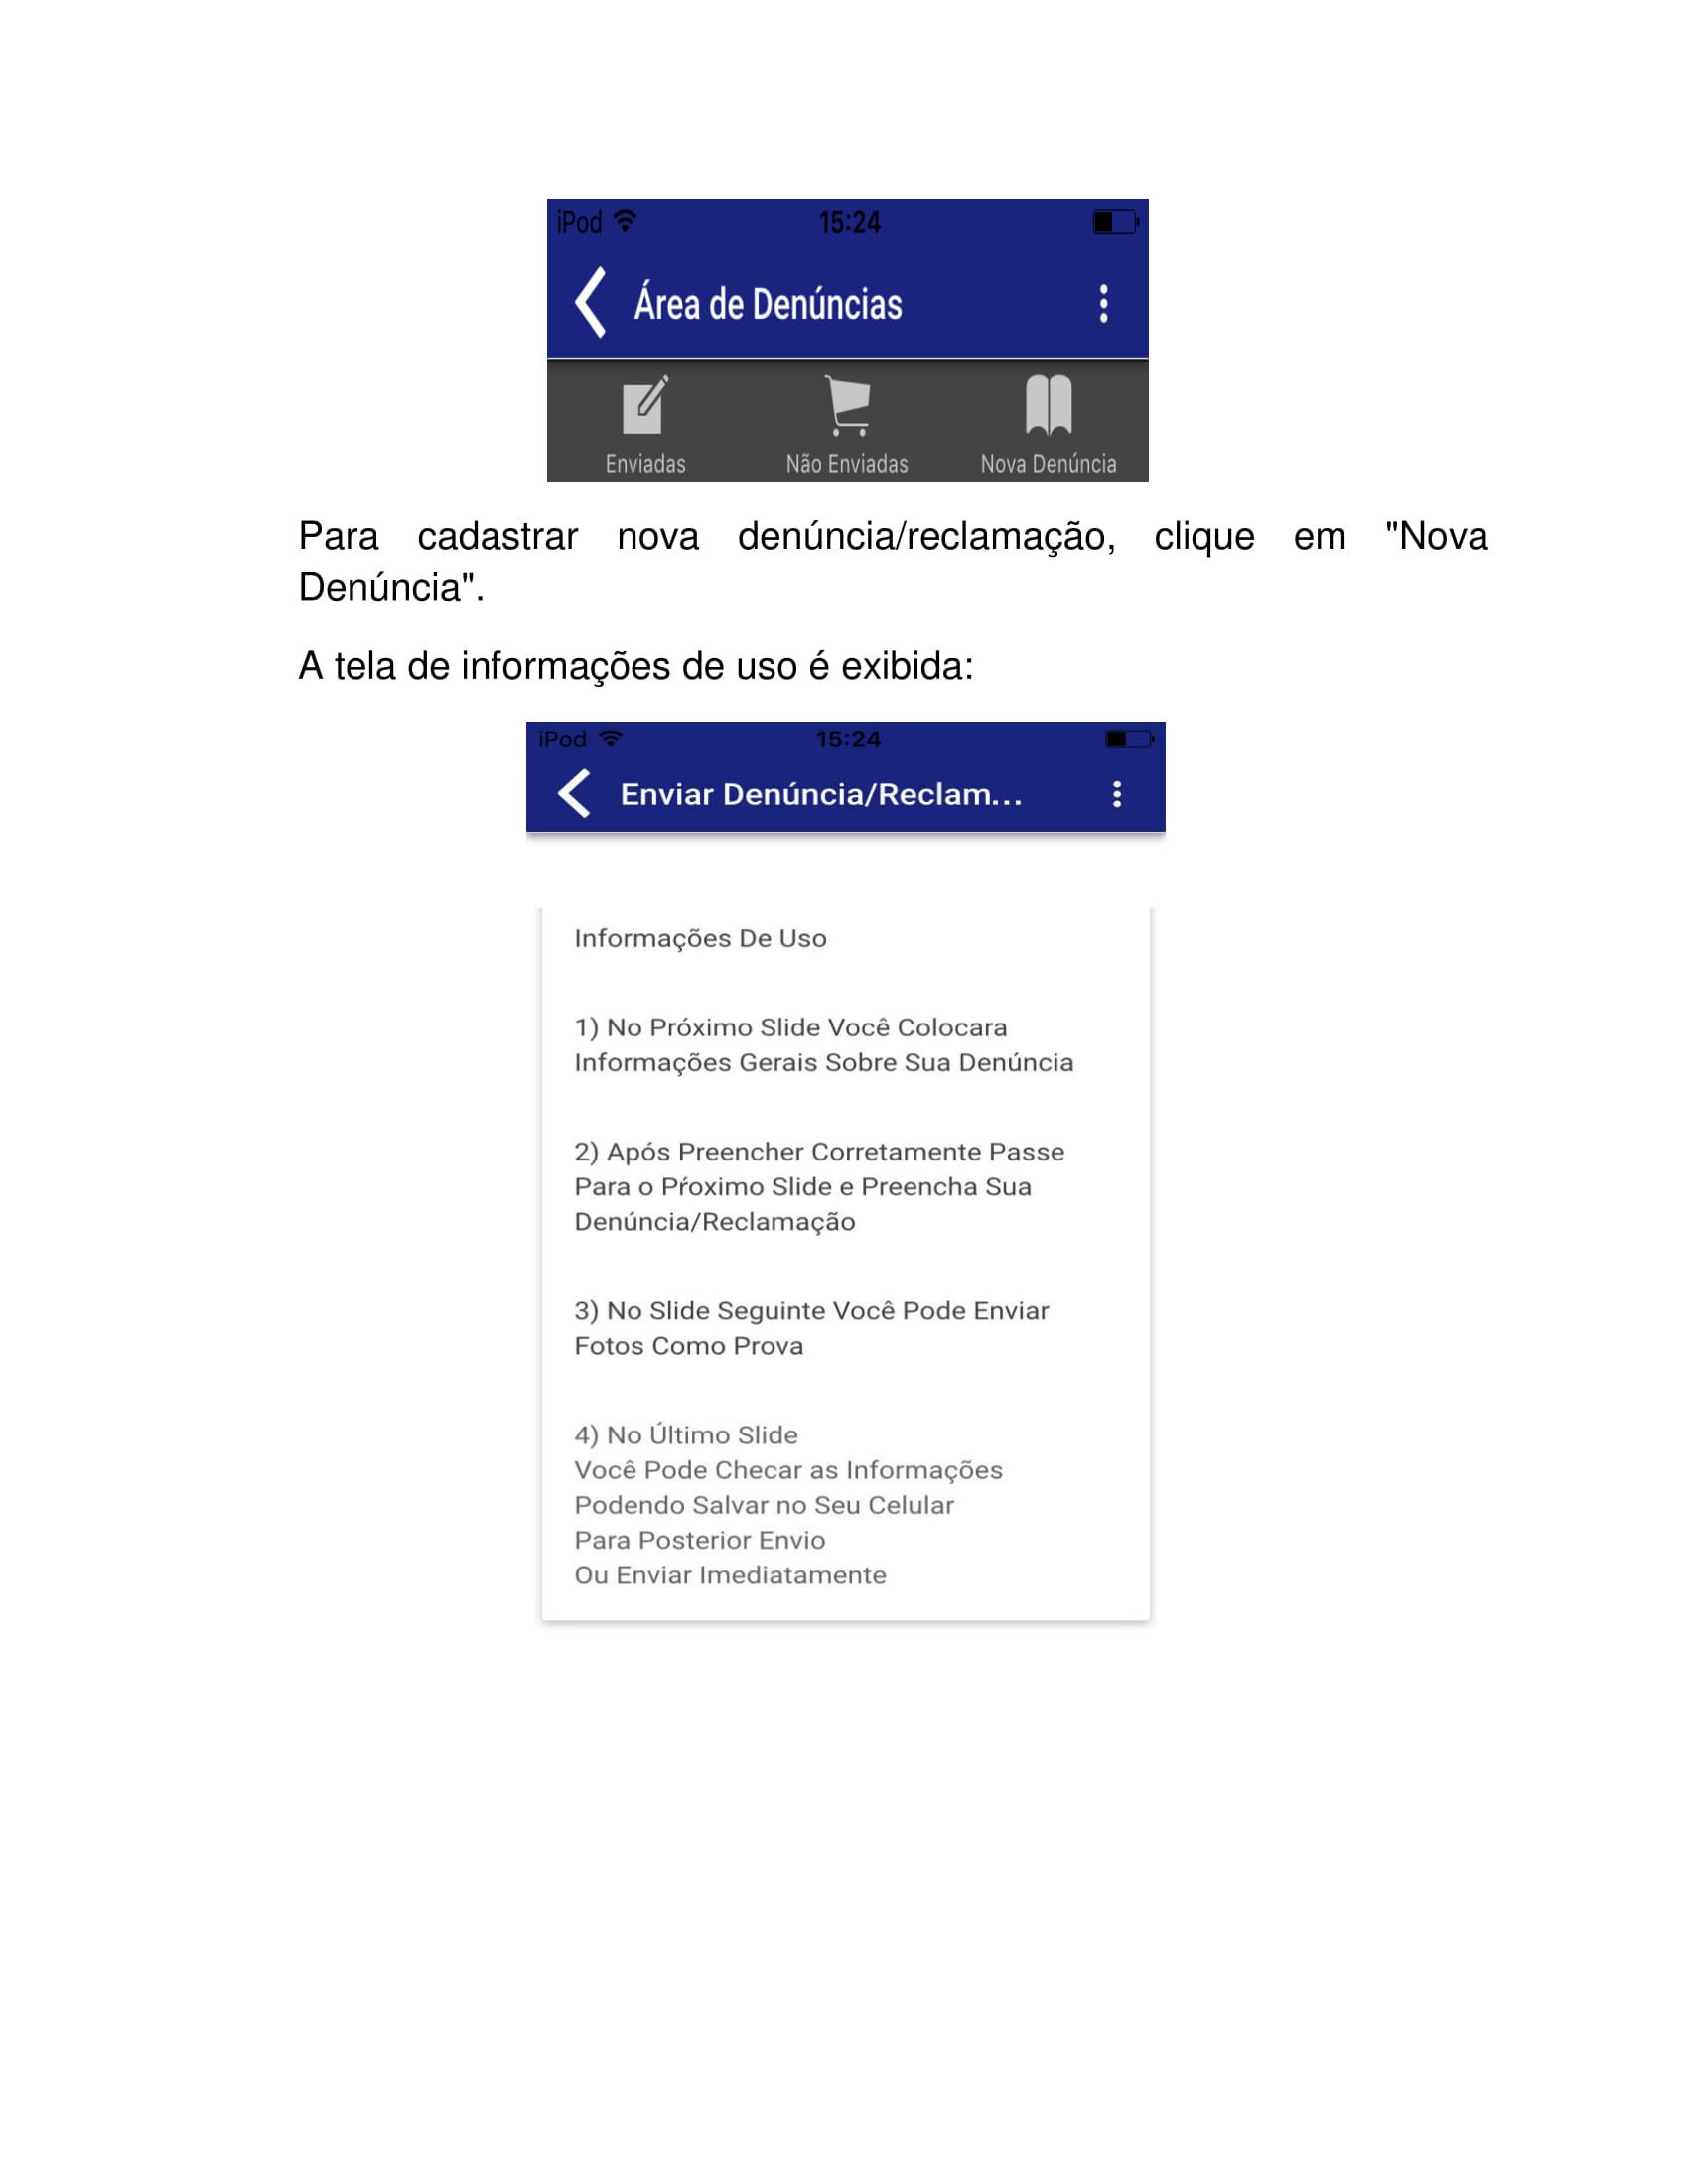 iPod 15:24
Área de Denúncias
Enviadas Não Enviadas Nova Denúncia
Para cadastrar nova denúncia/reclamação, clique em "Nova
Denúncia".
A tela de informações de uso é exibida:
iPod 15:24
Enviar Denúncia/Reclam...
Informações De Uso
1) No Próximo Slide Você Colocara
Informações Gerais Sobre Sua Denúncia
2) Após Preencher Corretamente Passe
Para o Pŕoximo Slide e Preencha Sua
Denúncia/Reclamação
3) No Slide Seguinte Você Pode Enviar
Fotos Como Prova
4) No Último Slide
Você Pode Checar as Informações
Podendo Salvar no Seu Celular
Para Posterior Envio
Ou Enviar Imediatamente